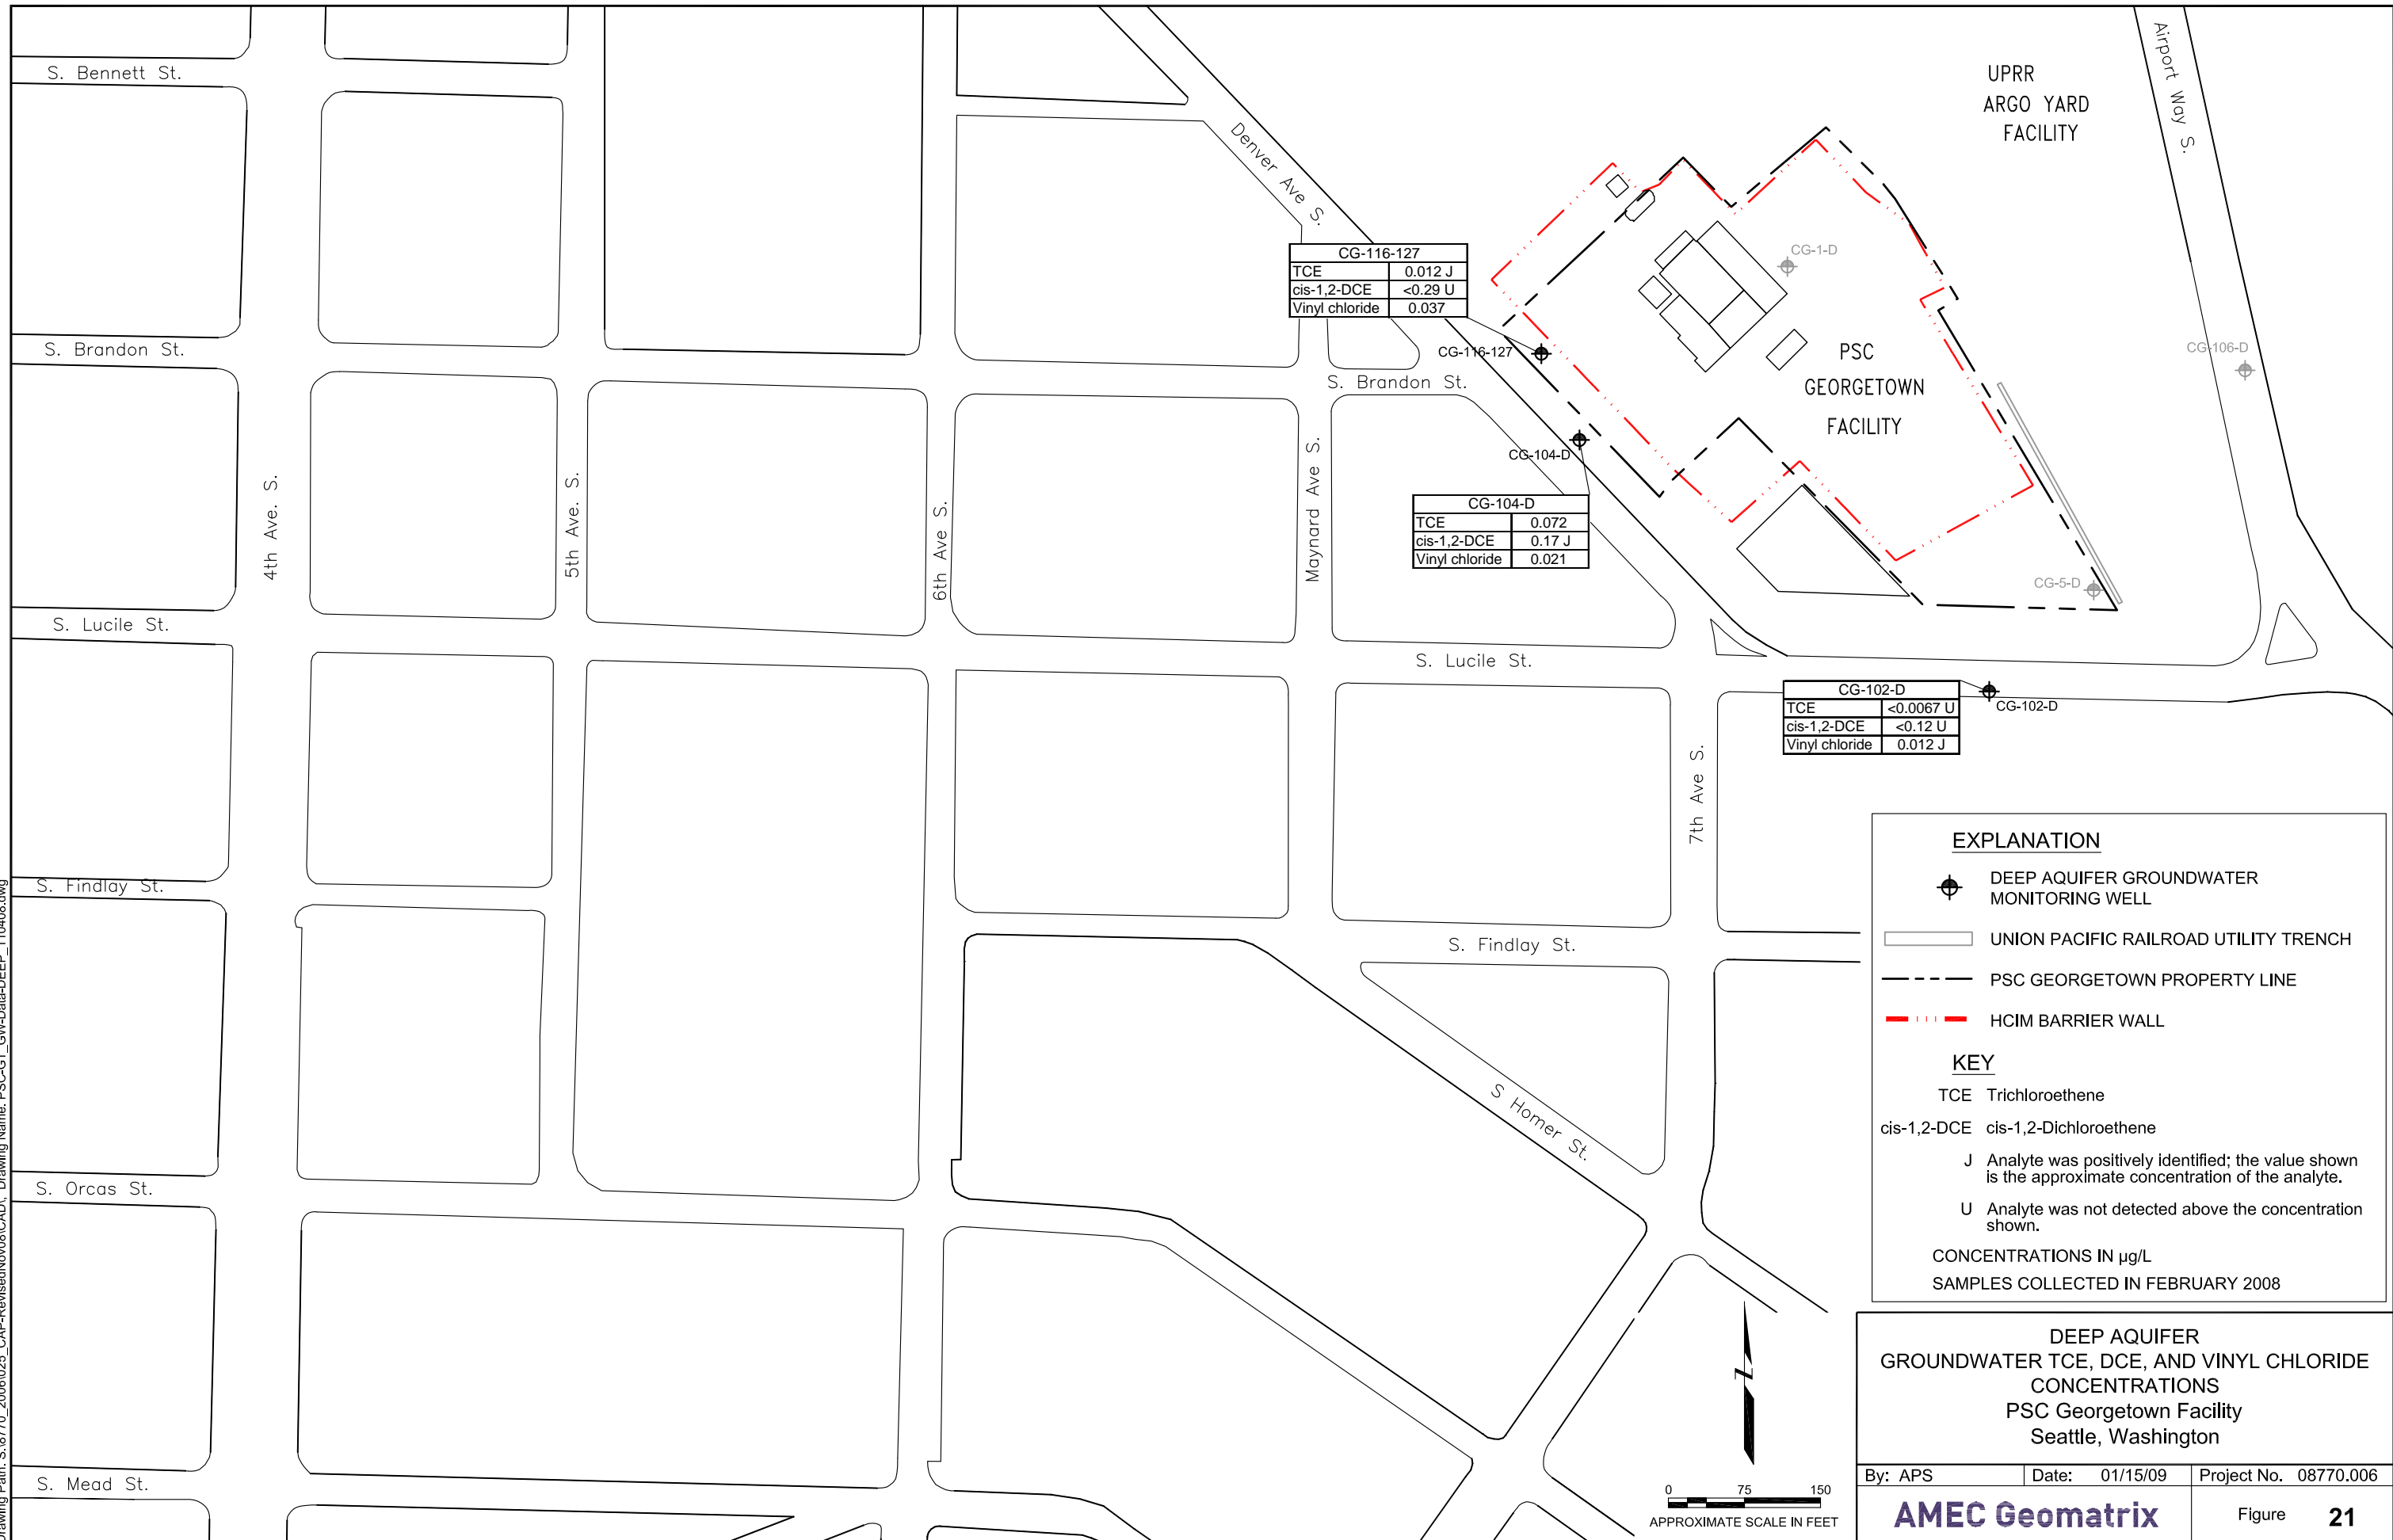 S. Bennett St.
S. Brandon St.
S. Lucile St.
S. Findlay St.
S. Orcas St.
S. Mead St.
4th Ave. S.
5th Ave. S.
6th Ave S.
Maynard Ave S.
7th Ave S.
Denver Ave S.
Airport Way S.
S. Brandon St.
S. Lucile St.
S. Findlay St.
S Homer St.
UPRR
ARGO YARD
FACILITY
PSC
GEORGETOWN
FACILITY
CG-1-D
CG-106-D
CG-5-D
CG-116-127
TCE 0.012 J
cis-1,2-DCE <0.29 U
Vinyl chloride 0.037
CG-116-127
CG-104-D
CG-104-D
TCE 0.072
cis-1,2-DCE 0.17 J
Vinyl chloride 0.021
CG-102-D
TCE <0.0067 U
cis-1,2-DCE <0.12 U
Vinyl chloride 0.012 J
CG-102-D
EXPLANATION
DEEP AQUIFER GROUNDWATER
MONITORING WELL
UNION PACIFIC RAILROAD UTILITY TRENCH
PSC GEORGETOWN PROPERTY LINE
HCIM BARRIER WALL
KEY
TCE Trichloroethene
cis-1,2-DCE cis-1,2-Dichloroethene
J Analyte was positively identified; the value shown
is the approximate concentration of the analyte.
U Analyte was not detected above the concentration
shown.
CONCENTRATIONS IN µg/L
SAMPLES COLLECTED IN FEBRUARY 2008
N
0 75 150
APPROXIMATE SCALE IN FEET
DEEP AQUIFER
GROUNDWATER TCE, DCE, AND VINYL CHLORIDE
CONCENTRATIONS
PSC Georgetown Facility
Seattle, Washington
By: APS Date: 01/15/09 Project No. 08770.006
AMEC Geomatrix Figure 21